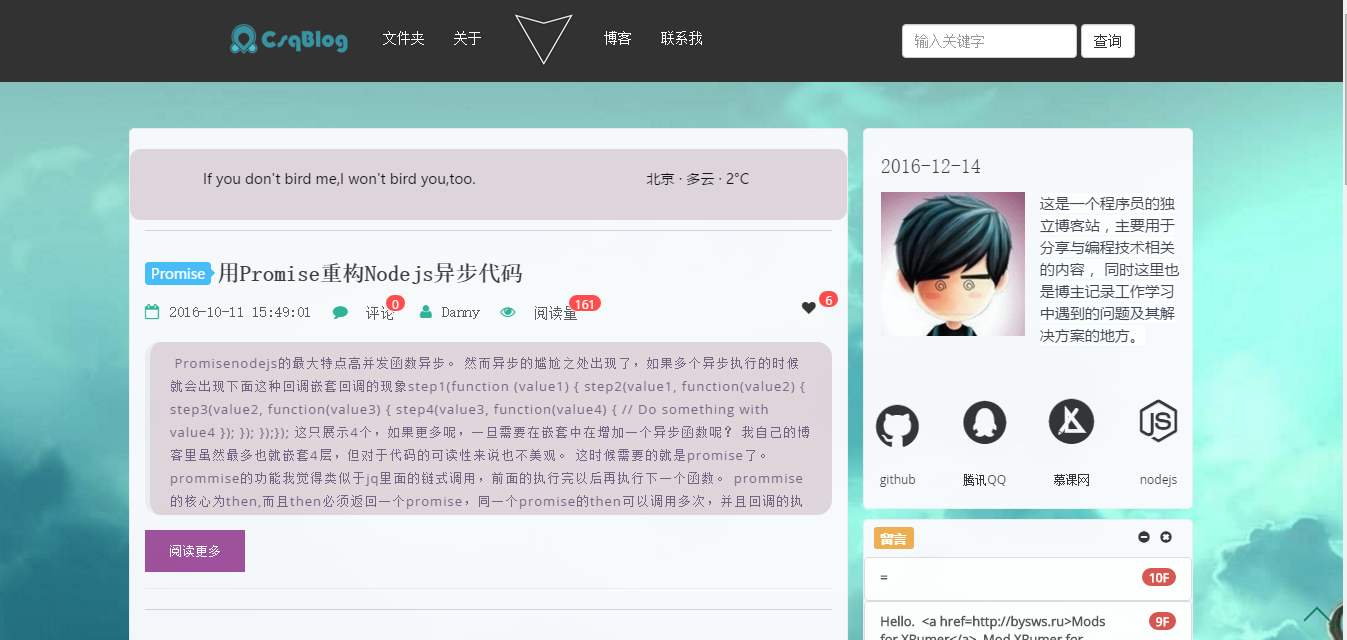 CsqBlog 文件夹 关于 博客 联系我 输入关键字 查询
If you don't bird me,I won't bird you,too. 北京 · 多云 · 2°C
Promise 用Promise重构Nodejs异步代码
2016-10-11 15:49:01 评论 0 Danny 阅读量 161 6
Promisenodejs的最大特点高并发函数异步。 然而异步的尴尬之处出现了，如果多个异步执行的时候
就会出现下面这种回调嵌套回调的现象step1(function (value1) { step2(value1, function(value2) {
step3(value2, function(value3) { step4(value3, function(value4) { // Do something with
value4 }); }); });}); 这只展示4个，如果更多呢，一旦需要在嵌套中在增加一个异步函数呢？ 我自己的博
客里虽然最多也就嵌套4层，但对于代码的可读性来说也不美观。 这时候需要的就是promise了。
prommise的功能我觉得类似于jq里面的链式调用，前面的执行完以后再执行下一个函数。 prommise
的核心为then,而且then必须返回一个promise，同一个promise的then可以调用多次，并且回调的执
阅读更多
2016-12-14
这是一个程序员的独
立博客站，主要用于
分享与编程技术相关
的内容， 同时这里也
是博主记录工作学习
中遇到的问题及其解
决方案的地方。
JS
github 腾讯QQ 慕课网 nodejs
留言
= 10F
Hello. <a href=http://bysws.ru>Mods 9F
for XRumer</a>. Mod XRumer for